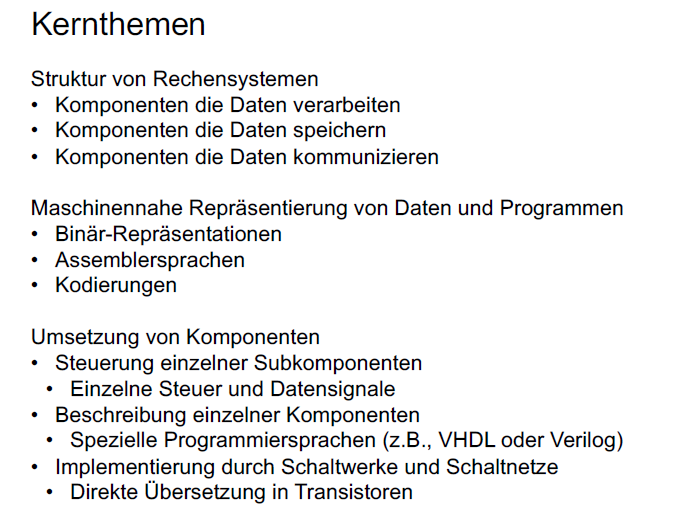 Kernthemen
Struktur von Rechensystemen
• Komponenten die Daten verarbeiten
• Komponenten die Daten speichern
• Komponenten die Daten kommunizieren
Maschinennahe Repräsentierung von Daten und Programmen
• Binär-Repräsentationen
• Assemblersprachen
• Kodierungen
Umsetzung von Komponenten
• Steuerung einzelner Subkomponenten
• Einzelne Steuer und Datensignale
• Beschreibung einzelner Komponenten
• Spezielle Programmiersprachen (z.B., VHDL oder Verilog)
• Implementierung durch Schaltwerke und Schaltnetze
• Direkte Übersetzung in Transistoren